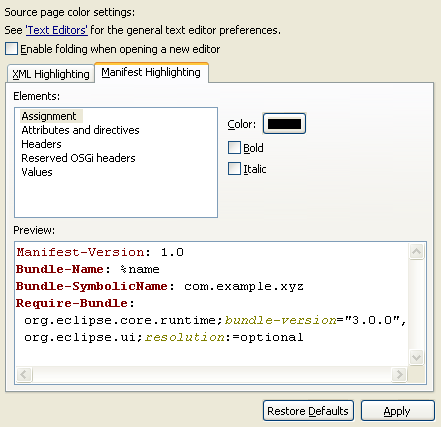 Source page color settings:
See 'Text Editors' for the general text editor preferences.
Enable folding when opening a new editor
XML Highlighting
Manifest Highlighting
Elements:
Assignment
Attributes and directives
Headers
Reserved OSGi headers
Values
Color:
Bold
Italic
Preview:
Manifest-Version: 1.0
Bundle-Name: %name
Bundle-SymbolicName: com.example.xyz
Require-Bundle:
org.eclipse.core.runtime;bundle-version="3.0.0",
org.eclipse.ui;resolution:=optional
Restore Defaults
Apply